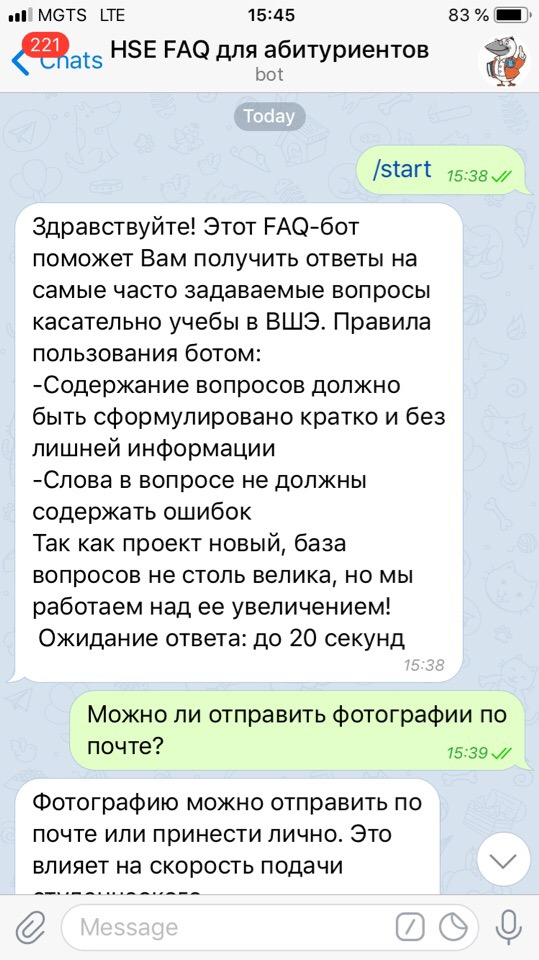 MGTS LTE 15:45 83 %
221
Chats HSE FAQ для абитуриентов
bot
Today
/start 15:38
Здравствуйте! Этот FAQ-бот
поможет Вам получить ответы на
самые часто задаваемые вопросы
касательно учебы в ВШЭ. Правила
пользования ботом:
-Содержание вопросов должно
быть сформулировано кратко и без
лишней информации
-Слова в вопросе не должны
содержать ошибок
Так как проект новый, база
вопросов не столь велика, но мы
работаем над ее увеличением!
Ожидание ответа: до 20 секунд
15:38
Можно ли отправить фотографии по
почте?
15:39
Фотографию можно отправить по
почте или принести лично. Это
влияет на скорость подачи
студенческого
Message